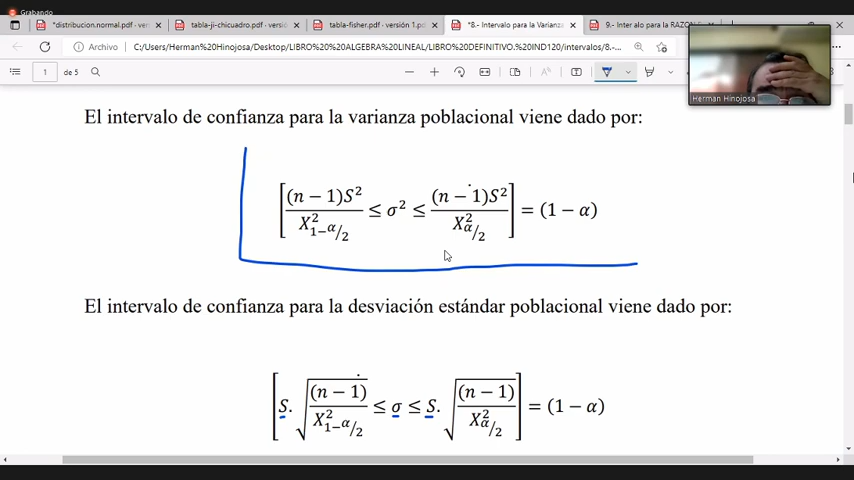 Grabando
*distribucion.normal.pdf - ve
tabla-ji-chicuadro.pdf - versió
tabla-fisher.pdf - versión 1.p
*8.- Intervalo para la Varianza
9.- Inter alo para la RAZON
Archivo
C:/Users/Herman%20Hinojosa/Desktop/LIBRO%20%20ALGEBRA%20LINEAL/LIBRO%20DEFINITIVO.%20IND120/intervalos/8.-...
1 de 5
Herman Hinojosa
El intervalo de confianza para la varianza poblacional viene dado por:
[(n − 1)S²/X²₁₋α/₂ ≤ σ² ≤ (n − 1)S²/X²α/₂] = (1 − α)
El intervalo de confianza para la desviación estándar poblacional viene dado por:
[S.√((n − 1)/X²₁₋α/₂) ≤ σ ≤ S.√((n − 1)/X²α/₂)] = (1 − α)